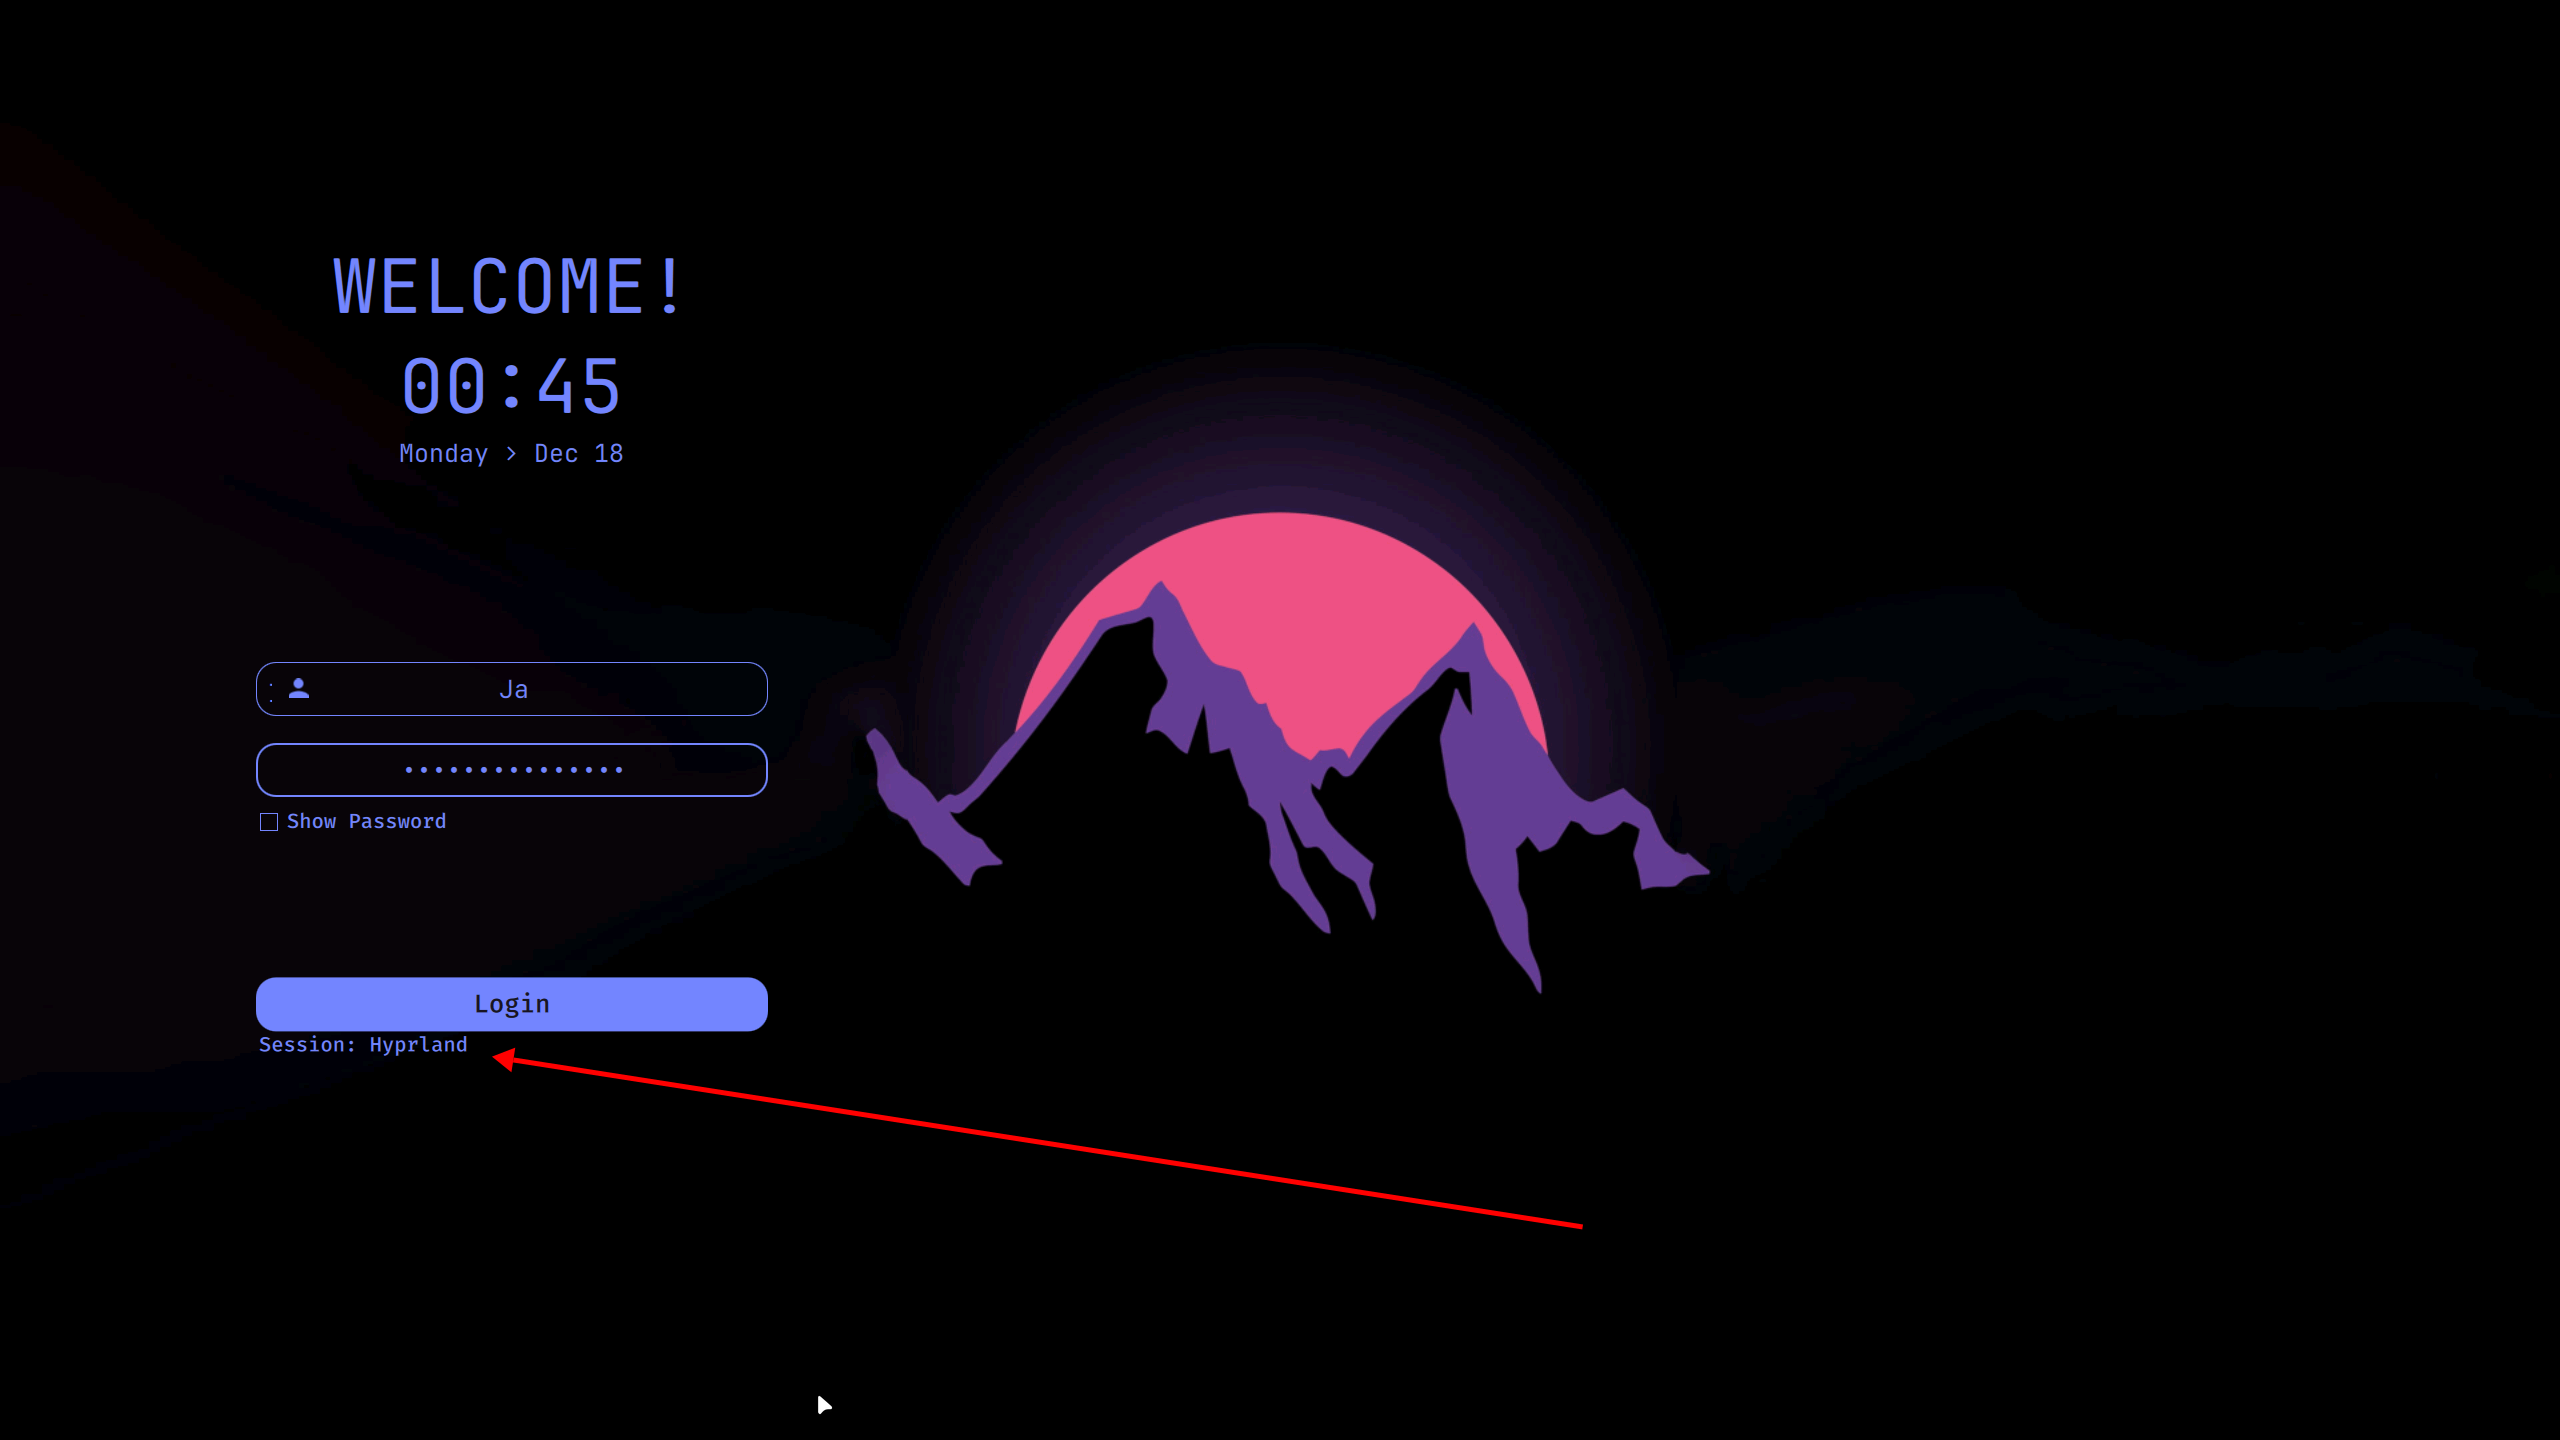 WELCOME!
00:45
Monday > Dec 18
Ja
••••••••••••••• 
Show Password
Login
Session: Hyprland